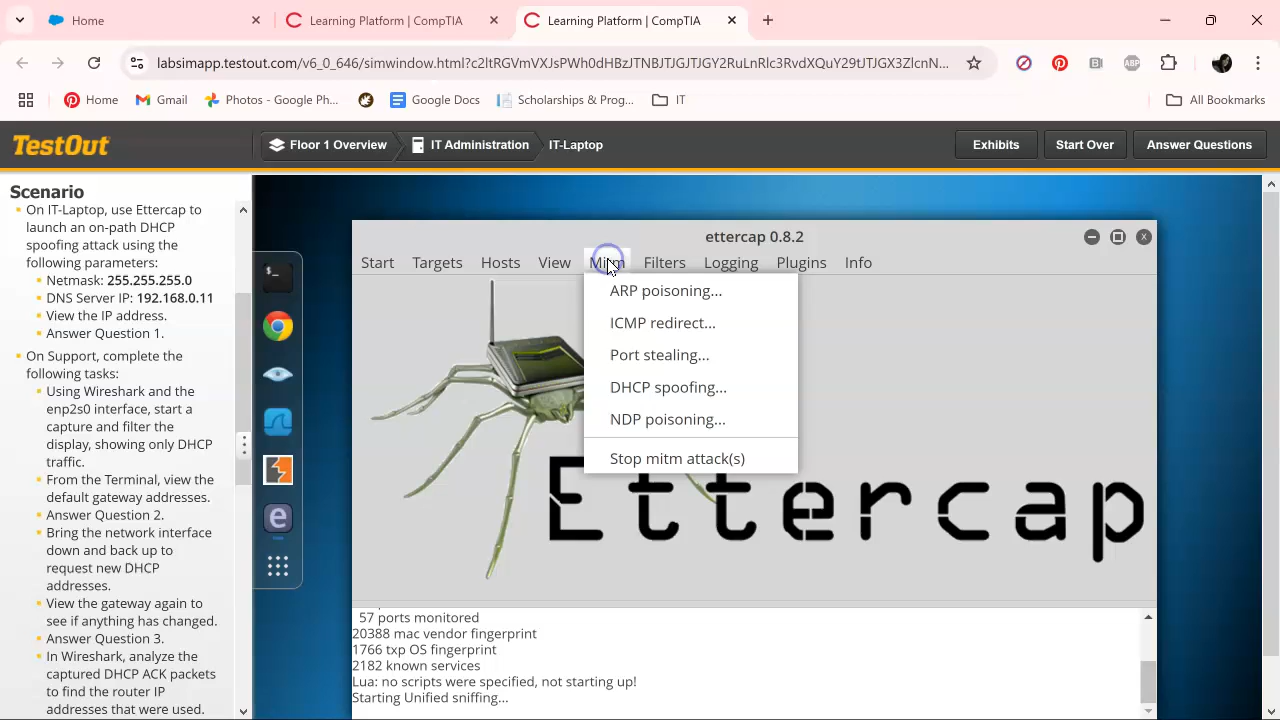 Home
Learning Platform | CompTIA
Learning Platform | CompTIA
labsimapp.testout.com/v6_0_646/simwindow.html?c2ltRGVmVXJsPWh0dHBzJTNBJTJGJTJGY2RuLnRlc3RvdXQuY29tJTJGX3ZlcnN...
Home
Gmail
Photos - Google Ph...
Google Docs
Scholarships & Prog...
IT
All Bookmarks
TestOut
Floor 1 Overview
IT Administration
IT-Laptop
Exhibits
Start Over
Answer Questions
Scenario
On IT-Laptop, use Ettercap to
launch an on-path DHCP
spoofing attack using the
following parameters:
Netmask: 255.255.255.0
DNS Server IP: 192.168.0.11
View the IP address.
Answer Question 1.
On Support, complete the
following tasks:
Using Wireshark and the
enp2s0 interface, start a
capture and filter the
display, showing only DHCP
traffic.
From the Terminal, view the
default gateway addresses.
Answer Question 2.
Bring the network interface
down and back up to
request new DHCP
addresses.
View the gateway again to
see if anything has changed.
Answer Question 3.
In Wireshark, analyze the
captured DHCP ACK packets
to find the router IP
addresses that were used.
ettercap 0.8.2
Start
Targets
Hosts
View
Mitm
Filters
Logging
Plugins
Info
ARP poisoning...
ICMP redirect...
Port stealing...
DHCP spoofing...
NDP poisoning...
Stop mitm attack(s)
Ettercap
57 ports monitored
20388 mac vendor fingerprint
1766 txp OS fingerprint
2182 known services
Lua: no scripts were specified, not starting up!
Starting Unified sniffing...